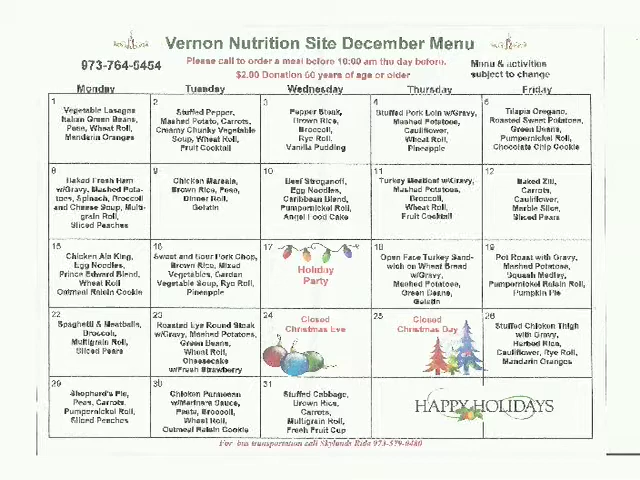 Vernon Nutrition Site December Menu
973-764-5454
Please call to order a meal before 10:00 am the day before.
$2.00 Donation 60 years of age or older
Menu & activities
subject to change
Monday Tuesday Wednesday Thursday Friday
1
Vegetable Lasagna
Italian Green Beans,
Peas, Wheat Roll,
Mandarin Oranges
2
Stuffed Pepper,
Mashed Potato, Carrots,
Creamy Chunky Vegetable
Soup, Wheat Roll,
Fruit Cocktail
3
Pepper Steak,
Brown Rice,
Broccoli,
Rye Roll
Vanilla Pudding
4
Stuffed Pork Loin w/Gravy,
Mashed Potatoes,
Cauliflower,
Wheat Roll,
Pineapple
5
Tilapia Oregano,
Roasted Sweet Potatoes,
Green Beans,
Pumpernickel Roll,
Chocolate Chip Cookie
8
Baked Fresh Ham
w/Gravy, Mashed Pota-
toes, Spinach, Broccoli
and Cheese Soup, Multi-
grain Roll,
Sliced Peaches
9
Chicken Marsala,
Brown Rice, Peas,
Dinner Roll,
Gelatin
10
Beef Stroganoff,
Egg Noodles,
Caribbean Blend,
Pumpernickel Roll,
Angel Food Cake
11
Turkey Meatloaf w/Gravy,
Mashed Potatoes,
Broccoli,
Wheat Roll,
Fruit Cocktail
12
Baked Ziti,
Carrots,
Cauliflower,
Marble Slice,
Sliced Pears
15
Chicken Ala King,
Egg Noodles,
Prince Edward Blend,
Wheat Roll
Oatmeal Raisin Cookie
16
Sweet and Sour Pork Chop,
Brown Rice, Mixed
Vegetables, Garden
Vegetable Soup, Rye Roll,
Pineapple
17
Holiday
Party
18
Open Face Turkey Sand-
wich on Wheat Bread
w/Gravy,
Mashed Potatoes,
Green Beans,
Gelatin
19
Pot Roast with Gravy,
Mashed Potatoes,
Squash Medley,
Pumpernickel Raisin Roll,
Pumpkin Pie
22
Spaghetti & Meatballs,
Broccoli,
Multigrain Roll,
Sliced Pears
23
Roasted Eye Round Steak
w/Gravy, Mashed Potatoes,
Green Beans,
Wheat Roll,
Cheesecake
w/Fresh Strawberry
24
Closed
Christmas Eve
25
Closed
Christmas Day
26
Stuffed Chicken Thigh
with Gravy,
Herbed Rice,
Cauliflower, Rye Roll,
Mandarin Oranges
29
Shepherd's Pie,
Peas, Carrots,
Pumpernickel Roll,
Sliced Peaches
30
Chicken Parmesan
w/Marinara Sauce,
Pasta, Broccoli,
Wheat Roll,
Oatmeal Raisin Cookie
31
Stuffed Cabbage,
Brown Rice,
Carrots,
Multigrain Roll,
Fresh Fruit Cup
HAPPY HOLIDAYS
For bus transportation call Skylands Ride 973-579-0480